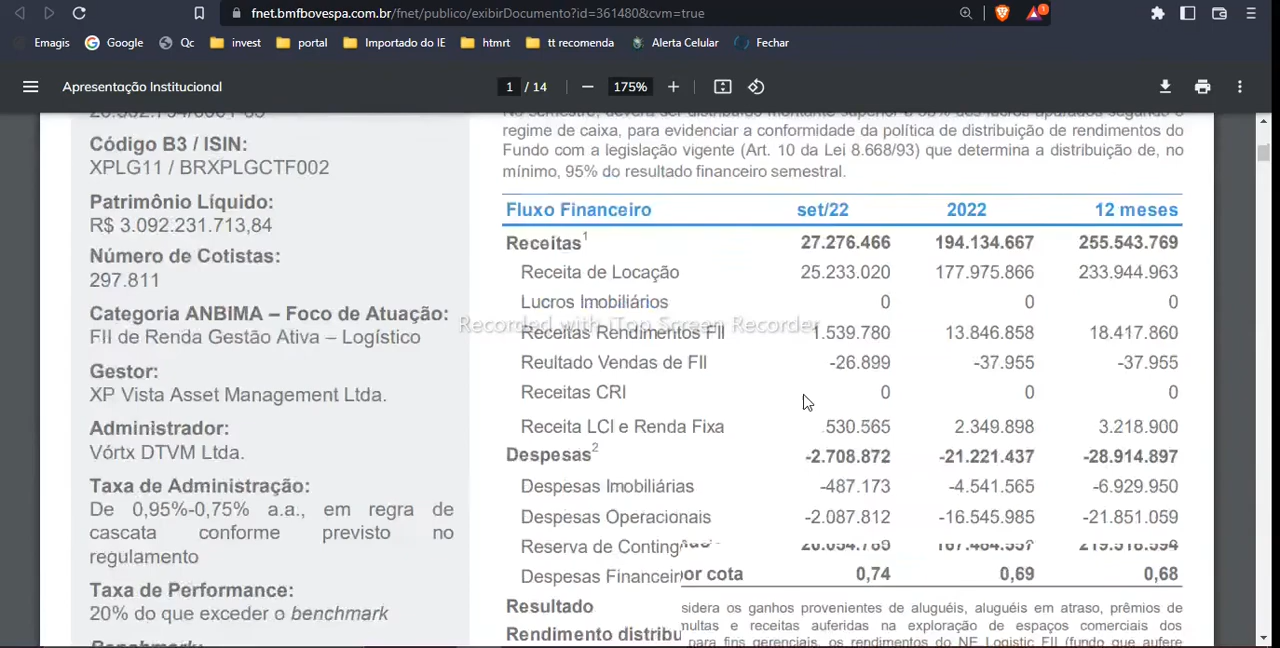 fnet.bmfbovespa.com.br/fnet/publico/exibirDocumento?id=361480&cvm=true
1
Emagis Google Qc invest portal Importado do IE htmrt tt recomenda Alerta Celular Fechar
Apresentação Institucional 1 / 14 175%
Código B3 / ISIN:
XPLG11 / BRXPLGCTF002
Patrimônio Líquido:
R$ 3.092.231.713,84
Número de Cotistas:
297.811
Categoria ANBIMA – Foco de Atuação:
FII de Renda Gestão Ativa – Logístico
Gestor:
XP Vista Asset Management Ltda.
Administrador:
Vórtx DTVM Ltda.
Taxa de Administração:
De 0,95%-0,75% a.a., em regra de
cascata conforme previsto no
regulamento
Taxa de Performance:
20% do que exceder o benchmark
regime de caixa, para evidenciar a conformidade da política de distribuição de rendimentos do
Fundo com a legislação vigente (Art. 10 da Lei 8.668/93) que determina a distribuição de, no
mínimo, 95% do resultado financeiro semestral.
Fluxo Financeiro set/22 2022 12 meses
Receitas1 27.276.466 194.134.667 255.543.769
Receita de Locação 25.233.020 177.975.866 233.944.963
Lucros Imobiliários 0 0 0
Recorded with iTop Screen Recorder
Receitas Rendimentos FII 1.539.780 13.846.858 18.417.860
Reultado Vendas de FII -26.899 -37.955 -37.955
Receitas CRI 0 0 0
Receita LCI e Renda Fixa 530.565 2.349.898 3.218.900
Despesas2 -2.708.872 -21.221.437 -28.914.897
Despesas Imobiliárias -487.173 -4.541.565 -6.929.950
Despesas Operacionais -2.087.812 -16.545.985 -21.851.059
Reserva de Conting
Despesas Financeir or cota 0,74 0,69 0,68
Resultado sidera os ganhos provenientes de aluguéis, aluguéis em atraso, prêmios de
multas e receitas auferidas na exploração de espaços comerciais dos
Rendimento distribu para fins gerenciais, os rendimentos do NE Logistic FII (fundo que aufere